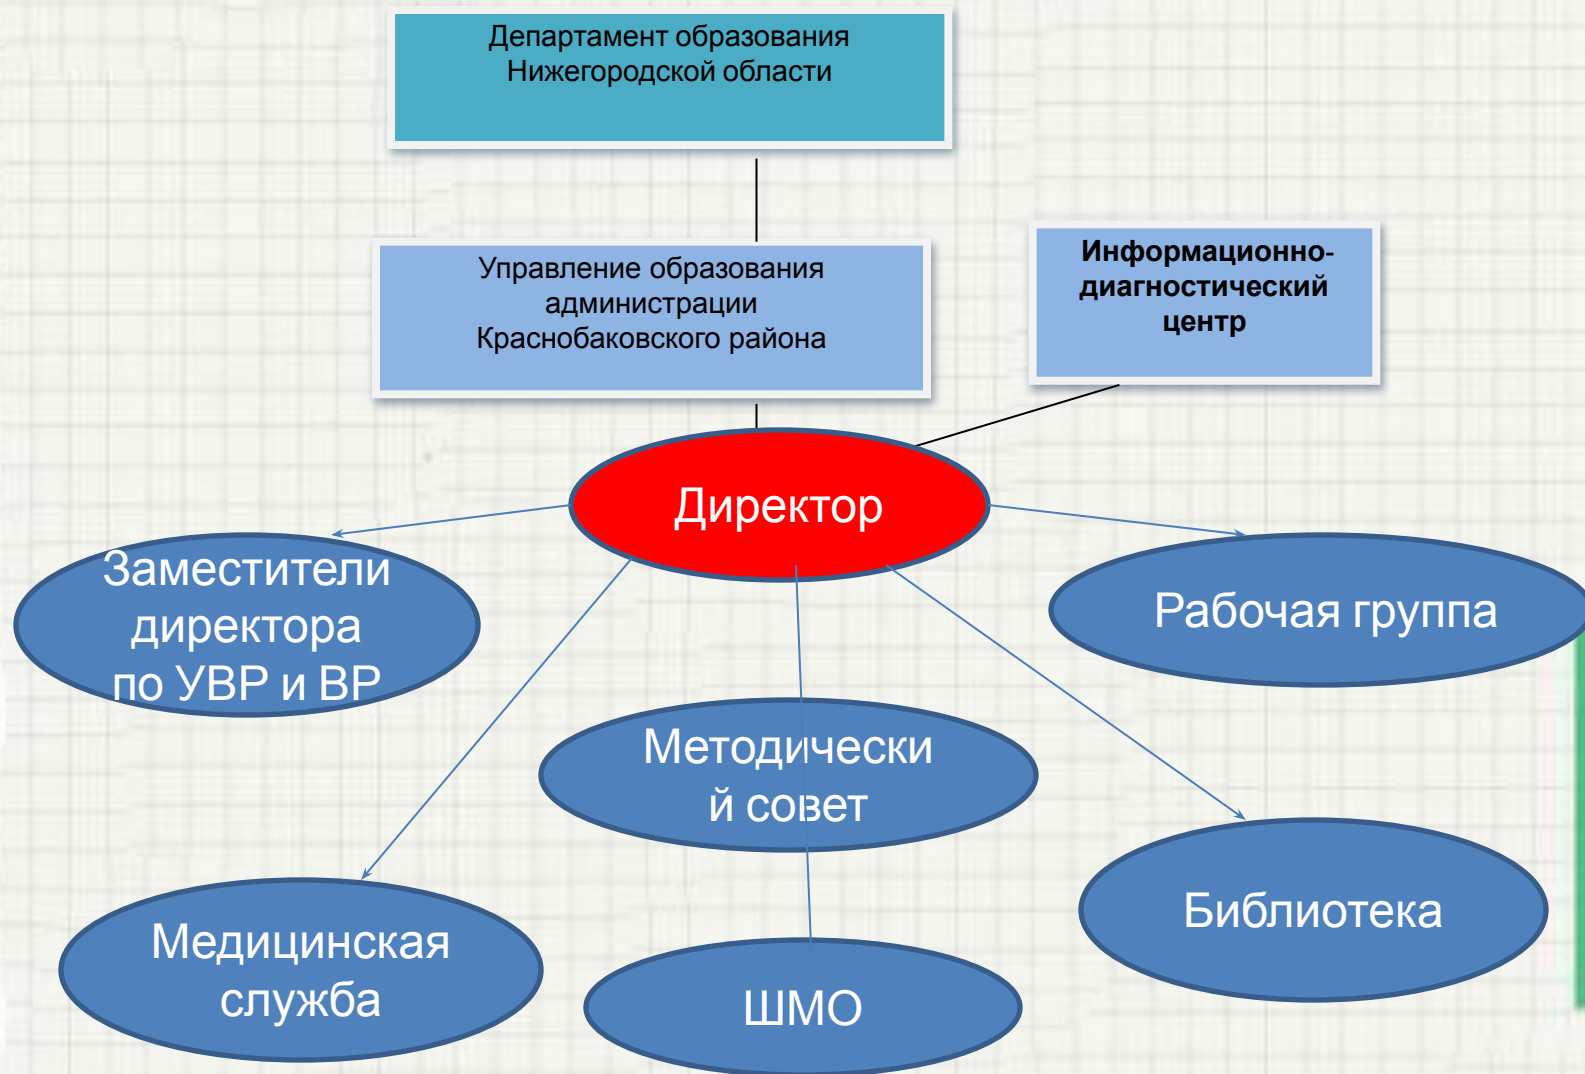 Департамент образования
Нижегородской области
Управление образования
администрации
Краснобаковского района
Информационно-
диагностический
центр
Директор
Заместители
директора
по УВР и ВР
Рабочая группа
Методически
й совет
Медицинская
служба
Библиотека
ШМО